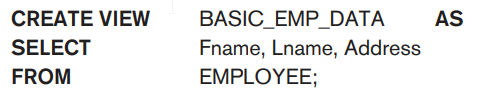 CREATE VIEW BASIC_EMP_DATA AS
SELECT Fname, Lname, Address
FROM EMPLOYEE;